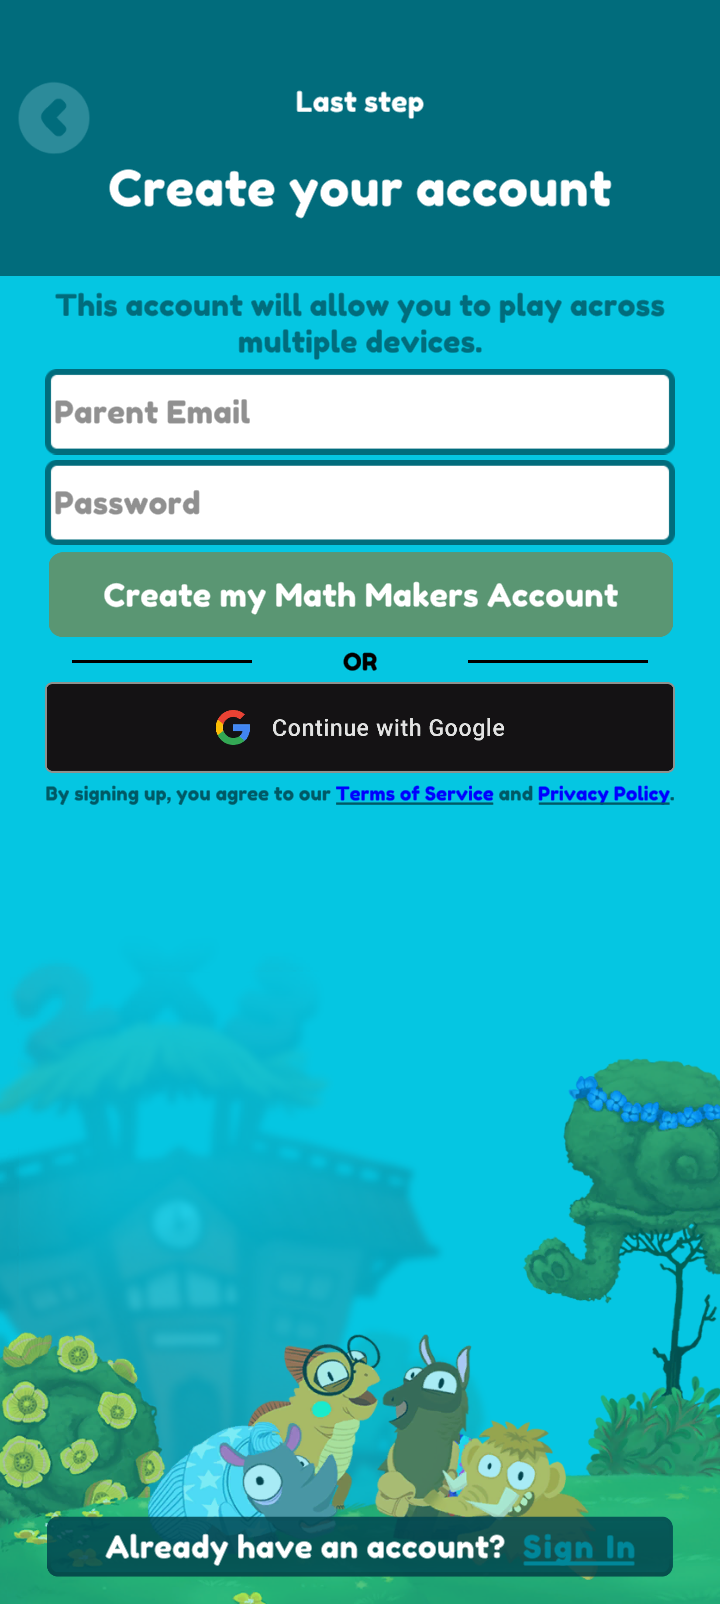 Last step
Create your account
This account will allow you to play across
multiple devices.
Parent Email
Password
Create my Math Makers Account
OR
Continue with Google
By signing up, you agree to our Terms of Service and Privacy Policy.
Already have an account? Sign In